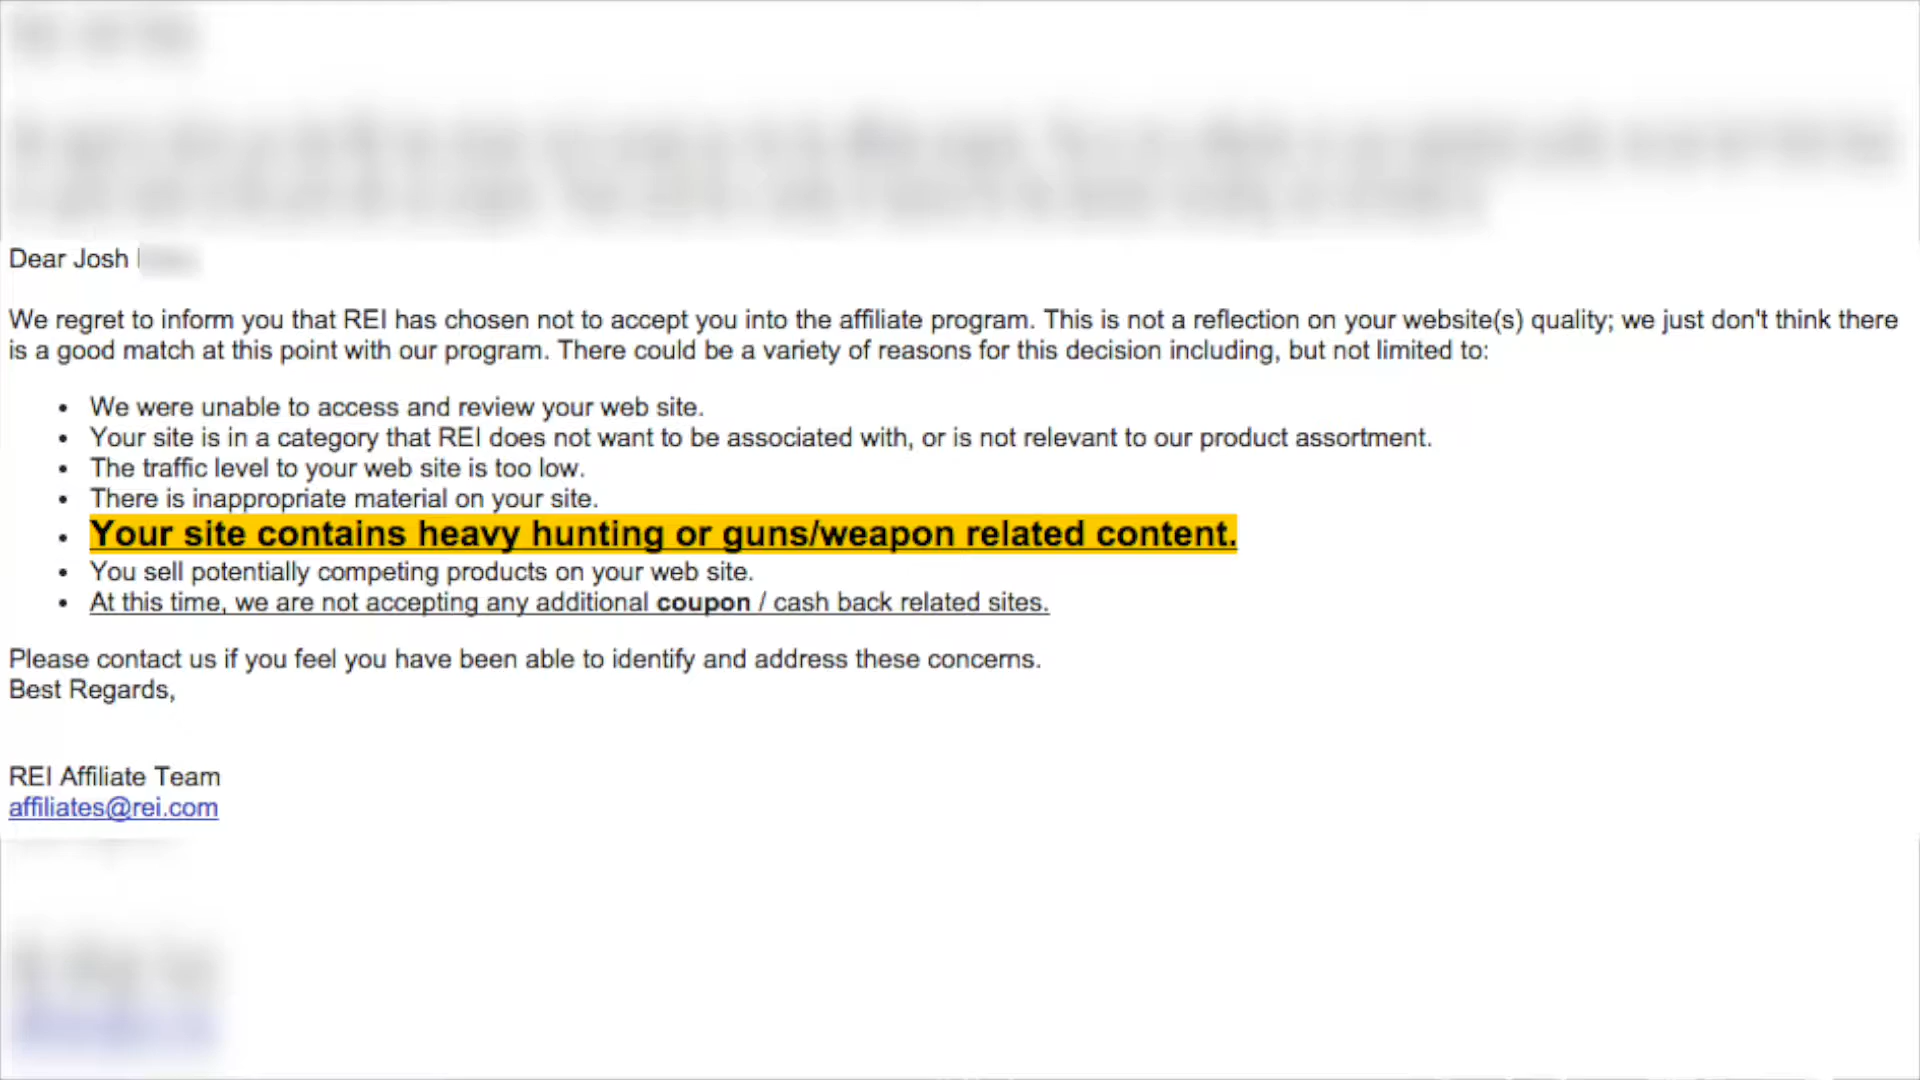 Dear Josh
We regret to inform you that REI has chosen not to accept you into the affiliate program. This is not a reflection on your website(s) quality; we just don't think there
is a good match at this point with our program. There could be a variety of reasons for this decision including, but not limited to:
• We were unable to access and review your web site.
• Your site is in a category that REI does not want to be associated with, or is not relevant to our product assortment.
• The traffic level to your web site is too low.
• There is inappropriate material on your site.
• Your site contains heavy hunting or guns/weapon related content.
• You sell potentially competing products on your web site.
• At this time, we are not accepting any additional coupon / cash back related sites.
Please contact us if you feel you have been able to identify and address these concerns.
Best Regards,
REI Affiliate Team
affiliates@rei.com